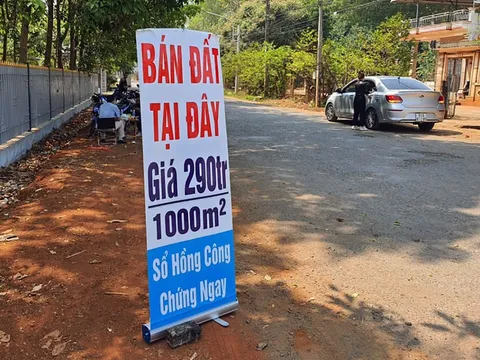 BÁN ĐẤT
TẠI ĐÂY
Giá 290tr
1000m²
Sổ Hồng Công
Chứng Ngay